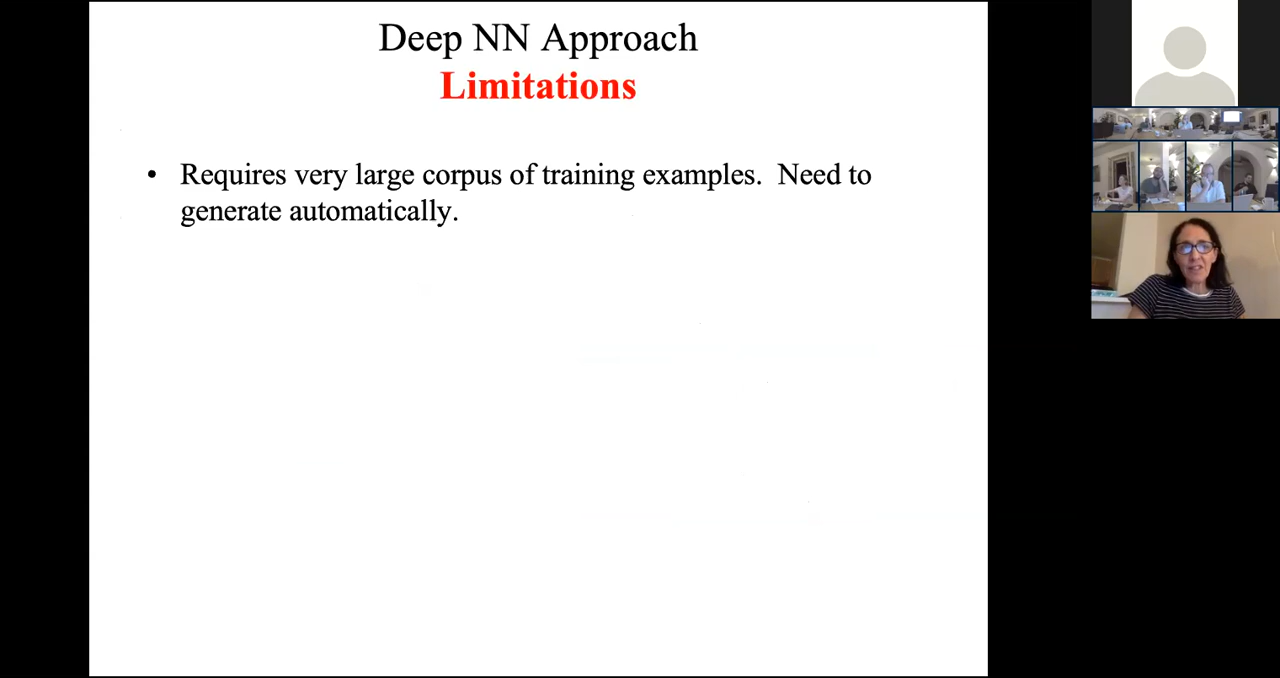 Deep NN Approach
Limitations
• Requires very large corpus of training examples. Need to
generate automatically.